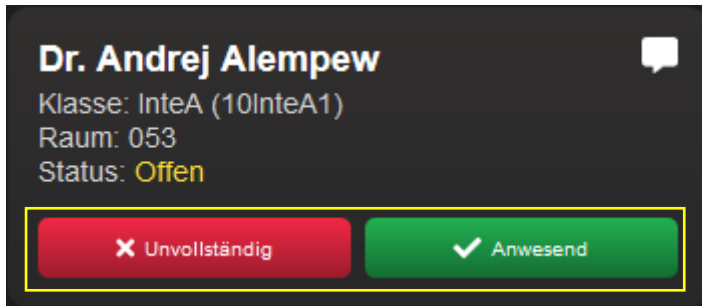 Dr. Andrej Alempew
Klasse: InteA (10InteA1)
Raum: 053
Status: Offen
Unvollständig
Anwesend